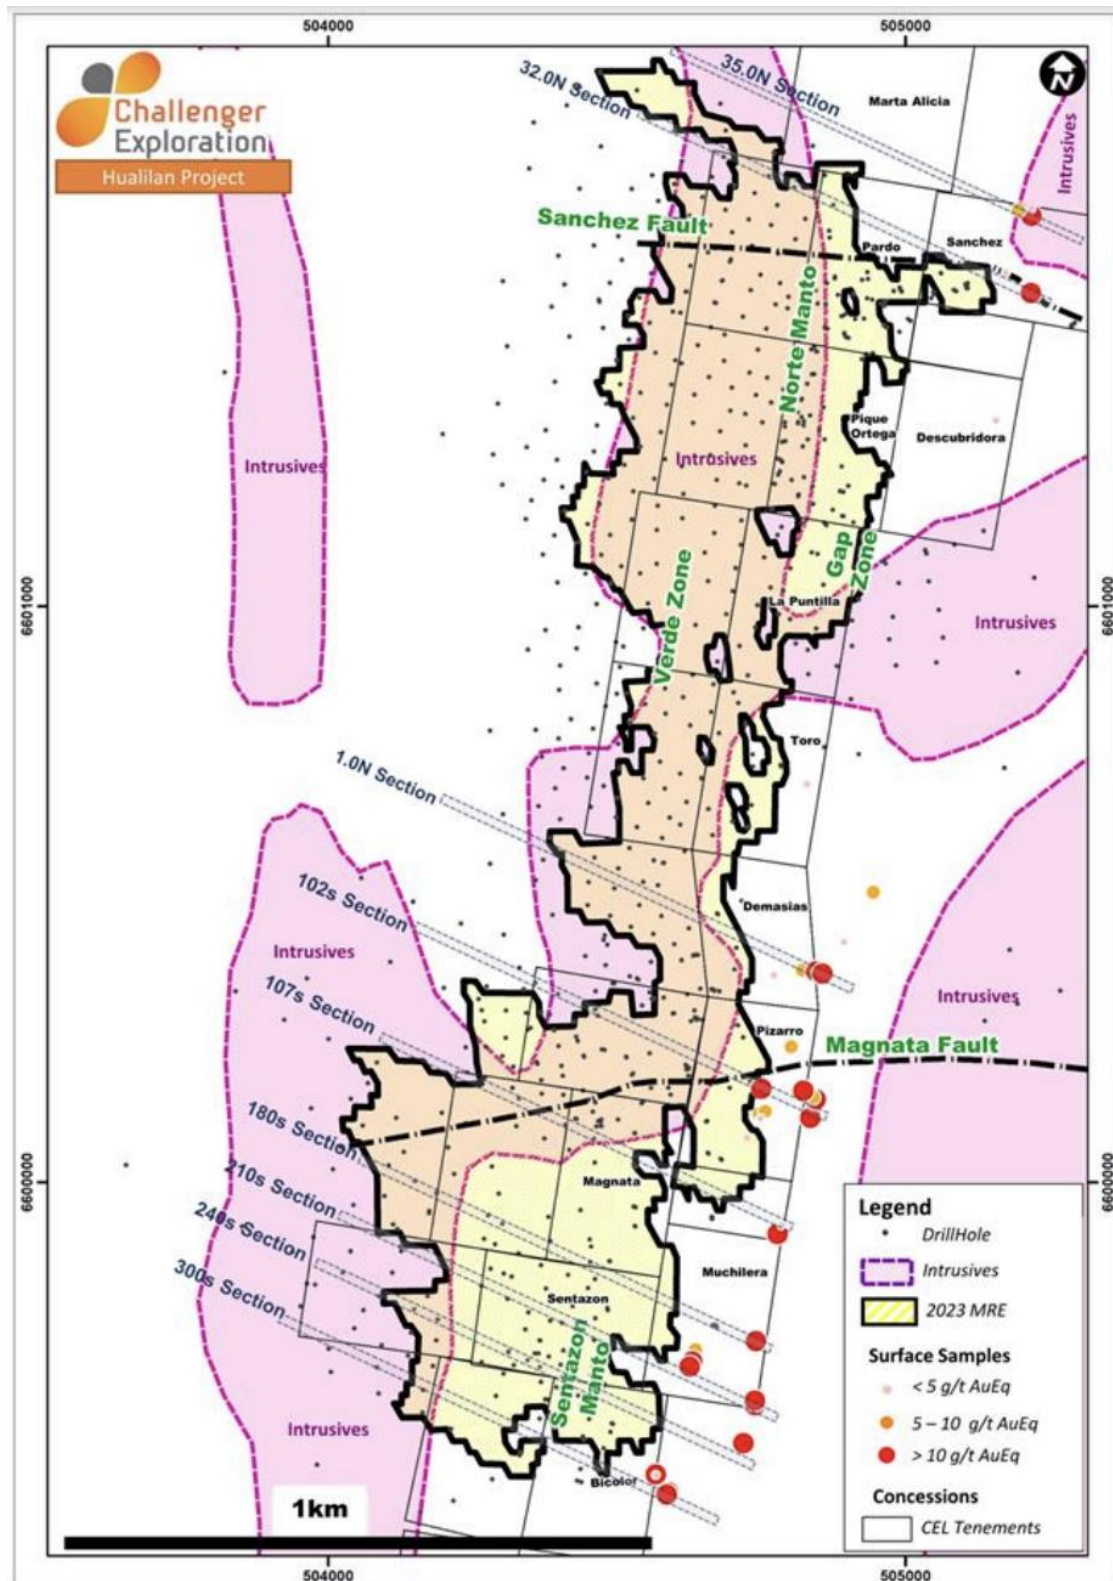 504000
505000
Challenger
Exploration
Hualilan Project
N
32.0N Section
35.0N Section
Marta Alicia
Intrusives
Sanchez Fault
Pardo
Sanchez
Norte Manto
Pique
Ortega
Descubridora
Intrusives
Intrusives
Gap
Zone
6601000
6601000
La Puntilla
Verde Zone
Intrusives
Toro
1.0N Section
102s Section
Demasias
Intrusives
107s Section
Intrusives
Pizarro
Magnata Fault
180s Section
6600000
6600000
Magnata
210s Section
240s Section
Muchilera
300s Section
Sentazon
Sentazon
Manto
Intrusives
Bicolor
1km
Legend
DrillHole
Intrusives
2023 MRE
Surface Samples
< 5 g/t AuEq
5 – 10 g/t AuEq
> 10 g/t AuEq
Concessions
CEL Tenements
504000
505000